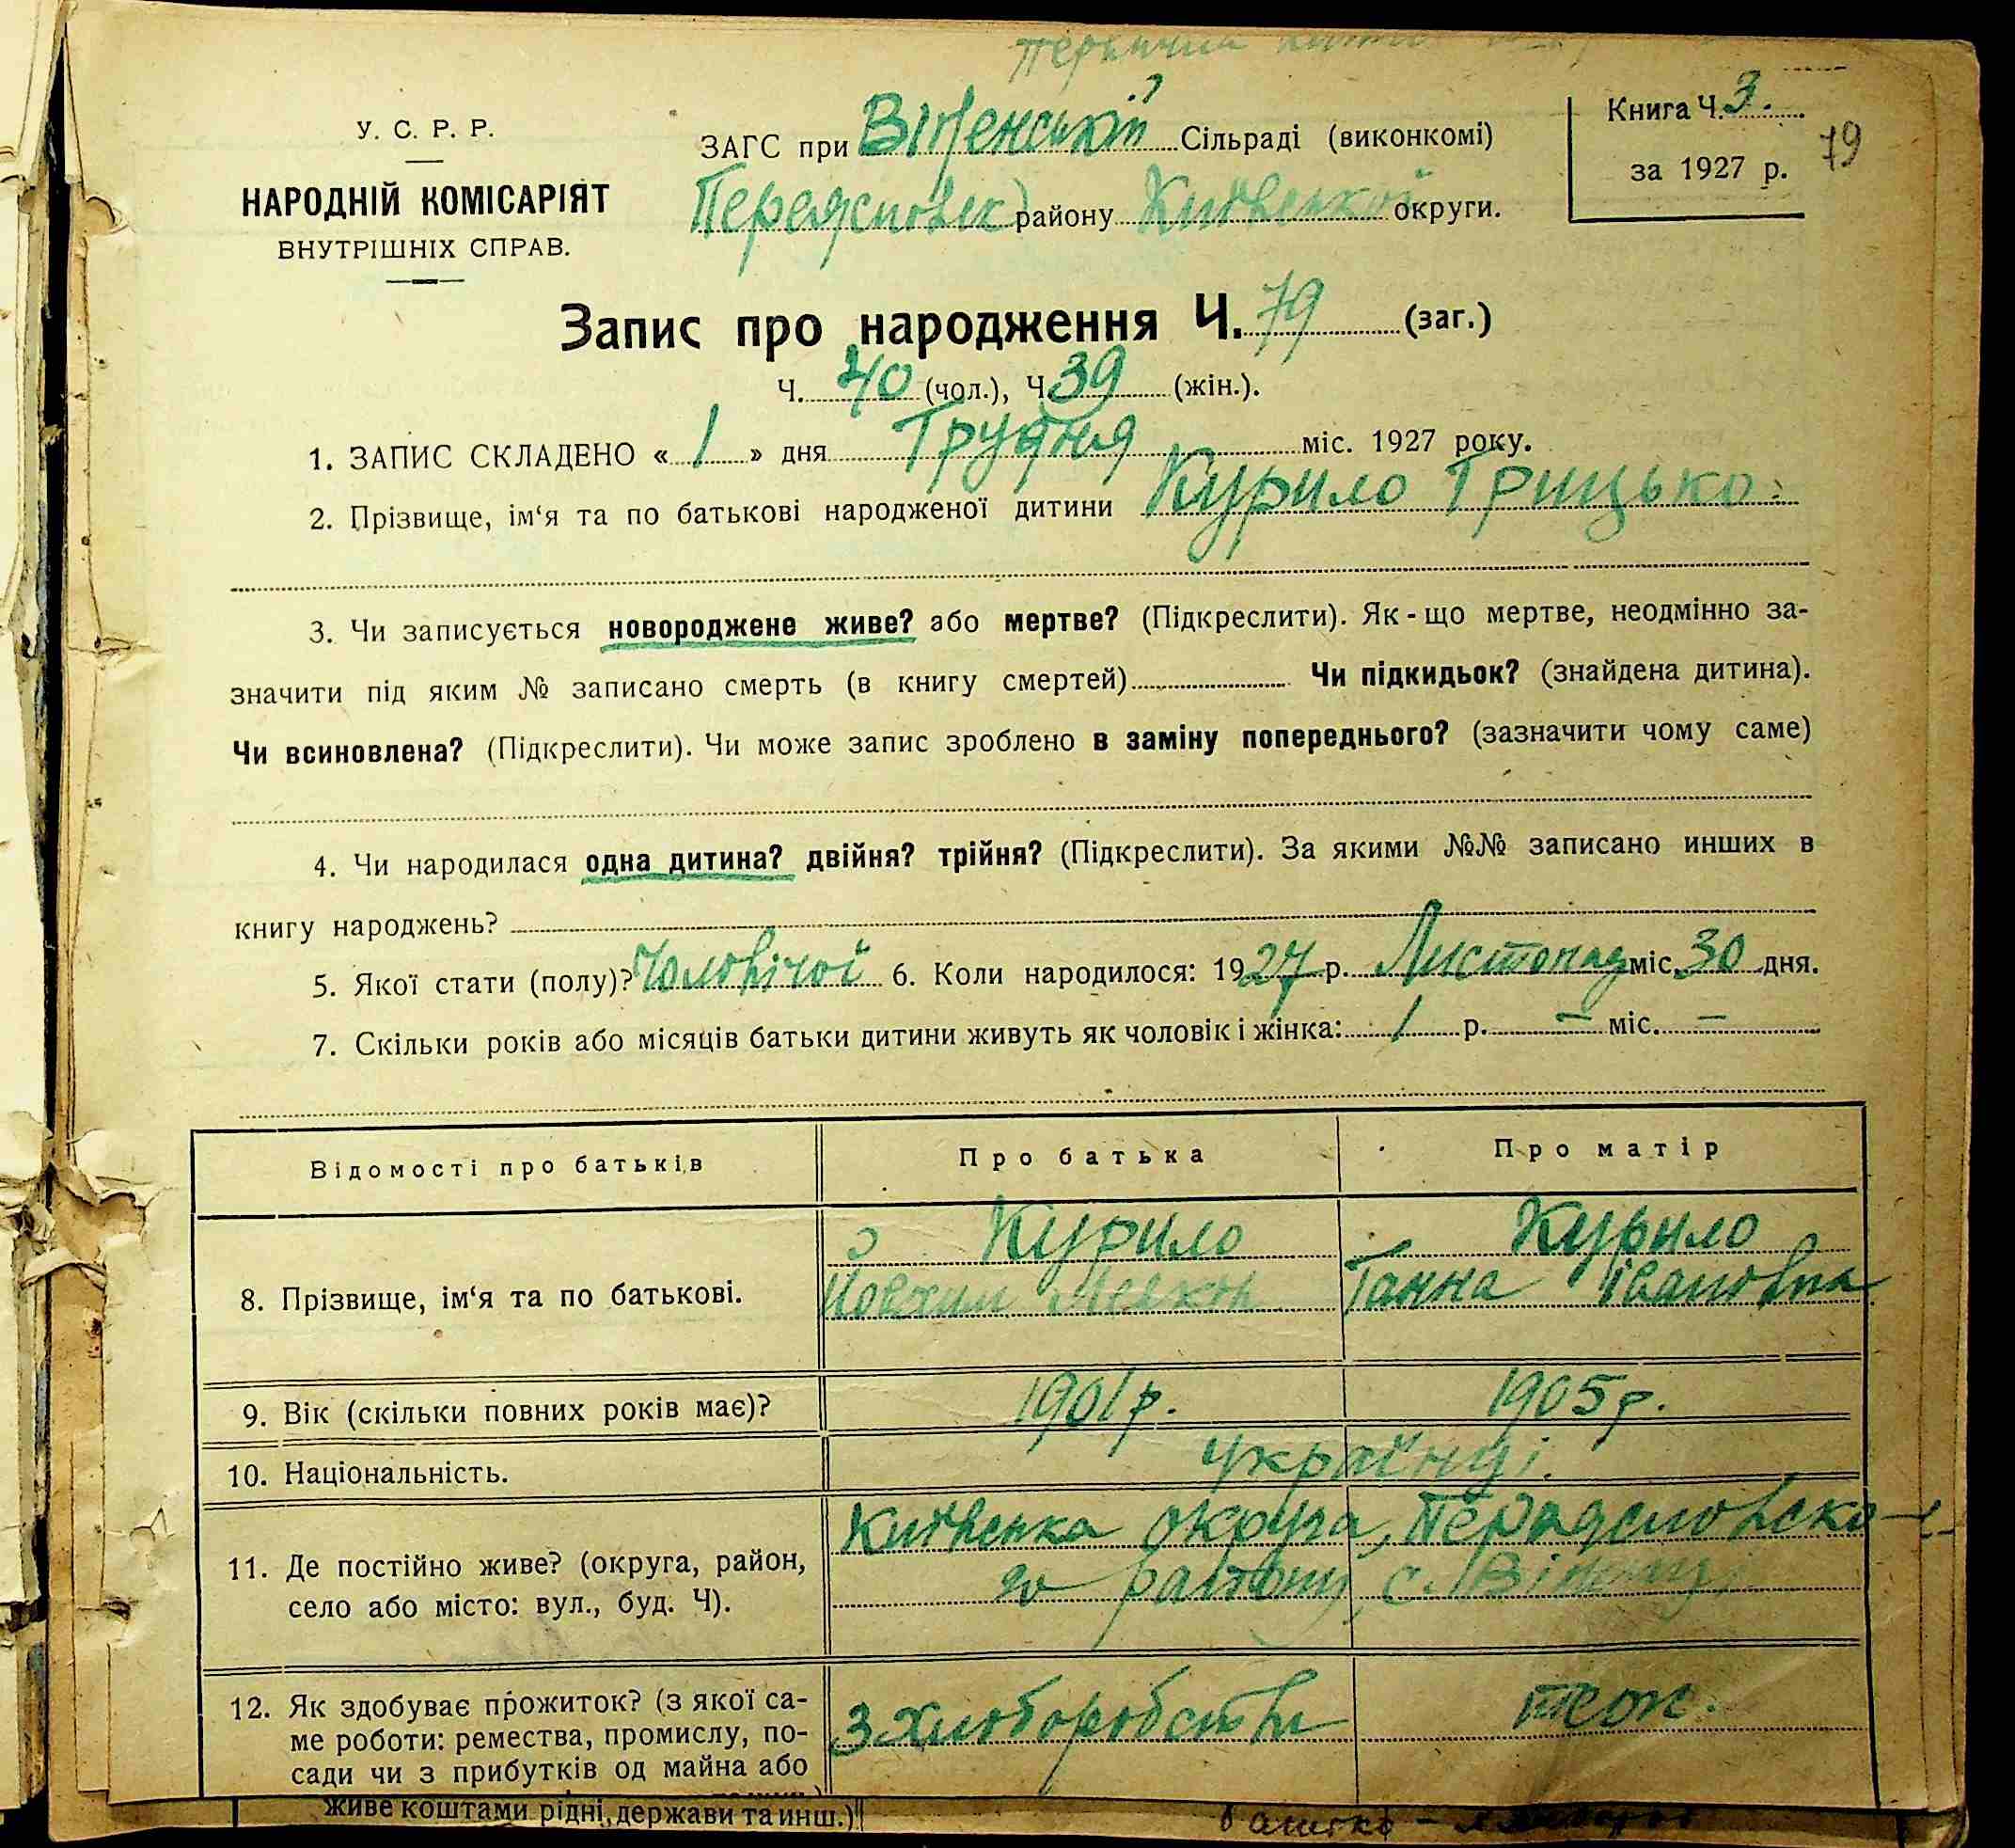 У. С. Р. Р.
НАРОДНІЙ КОМІСАРІЯТ
ВНУТРІШНІХ СПРАВ.
ЗАГС при Віненській Сільраді (виконкомі)
району Київської округи.
Книга Ч. 3.
за 1927 р.
79
Запис про народження Ч. 79 (заг.)
Ч. 40 (чол.), Ч. 39 (жін.).
1. ЗАПИС СКЛАДЕНО « 1 » дня Грудня міс. 1927 року.
2. Прізвище, ім‘я та по батькові народженої дитини Курило Грицько.
3. Чи записується новороджене живе? або мертве? (Підкреслити). Як-що мертве, неодмінно за-
значити під яким № записано смерть (в книгу смертей) Чи підкидьок? (знайдена дитина).
Чи всиновлена? (Підкреслити). Чи може запис зроблено в заміну попереднього? (зазначити чому саме)
4. Чи народилася одна дитина? двійня? трійня? (Підкреслити). За якими №№ записано инших в
книгу народжень?
5. Якої стати (полу)? Чоловічої 6. Коли народилося: 1927 р. Листопад міс. 30 дня.
7. Скільки років або місяців батьки дитини живуть як чоловік і жінка: 1 р. – міс. –
Відомості про батьків Про батька Про матір
Курило Курило
8. Прізвище, ім‘я та по батькові. Ганна Івановна
9. Вік (скільки повних років має)? 1901р. 1905р.
10. Національність. Українці.
11. Де постійно живе? (округа, район,
село або місто: вул., буд. Ч).
Київська округа, Переясловско-
го району, с.
12. Як здобуває прожиток? (з якої са-
ме роботи: ремества, промислу, по-
сади чи з прибутків од майна або
З хлоборобства тож.
живе коштами рідні, держави та инш.)